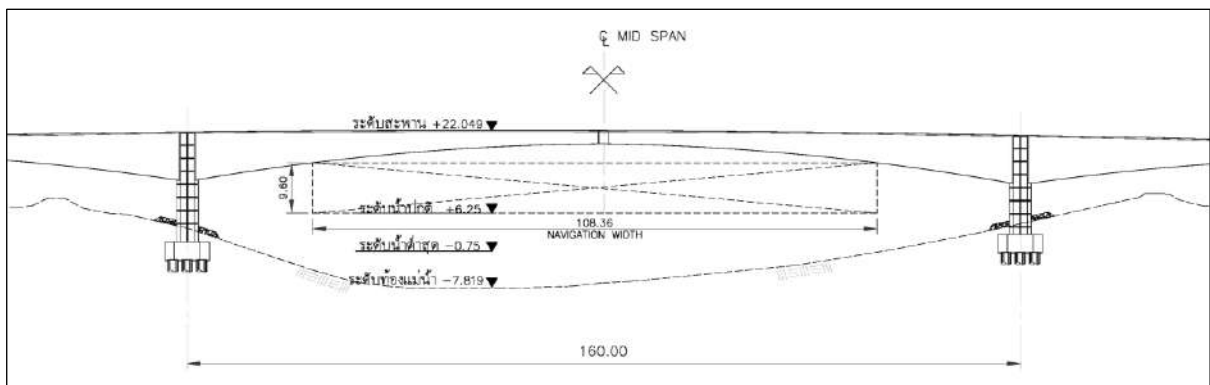 ℄ MID SPAN
ระดับสะพาน +22.049
9.60
ระดับน้ำปกติ +6.25
108.36
NAVIGATION WIDTH
ระดับน้ำต่ำสุด -0.75
ระดับท้องแม่น้ำ -7.819
160.00